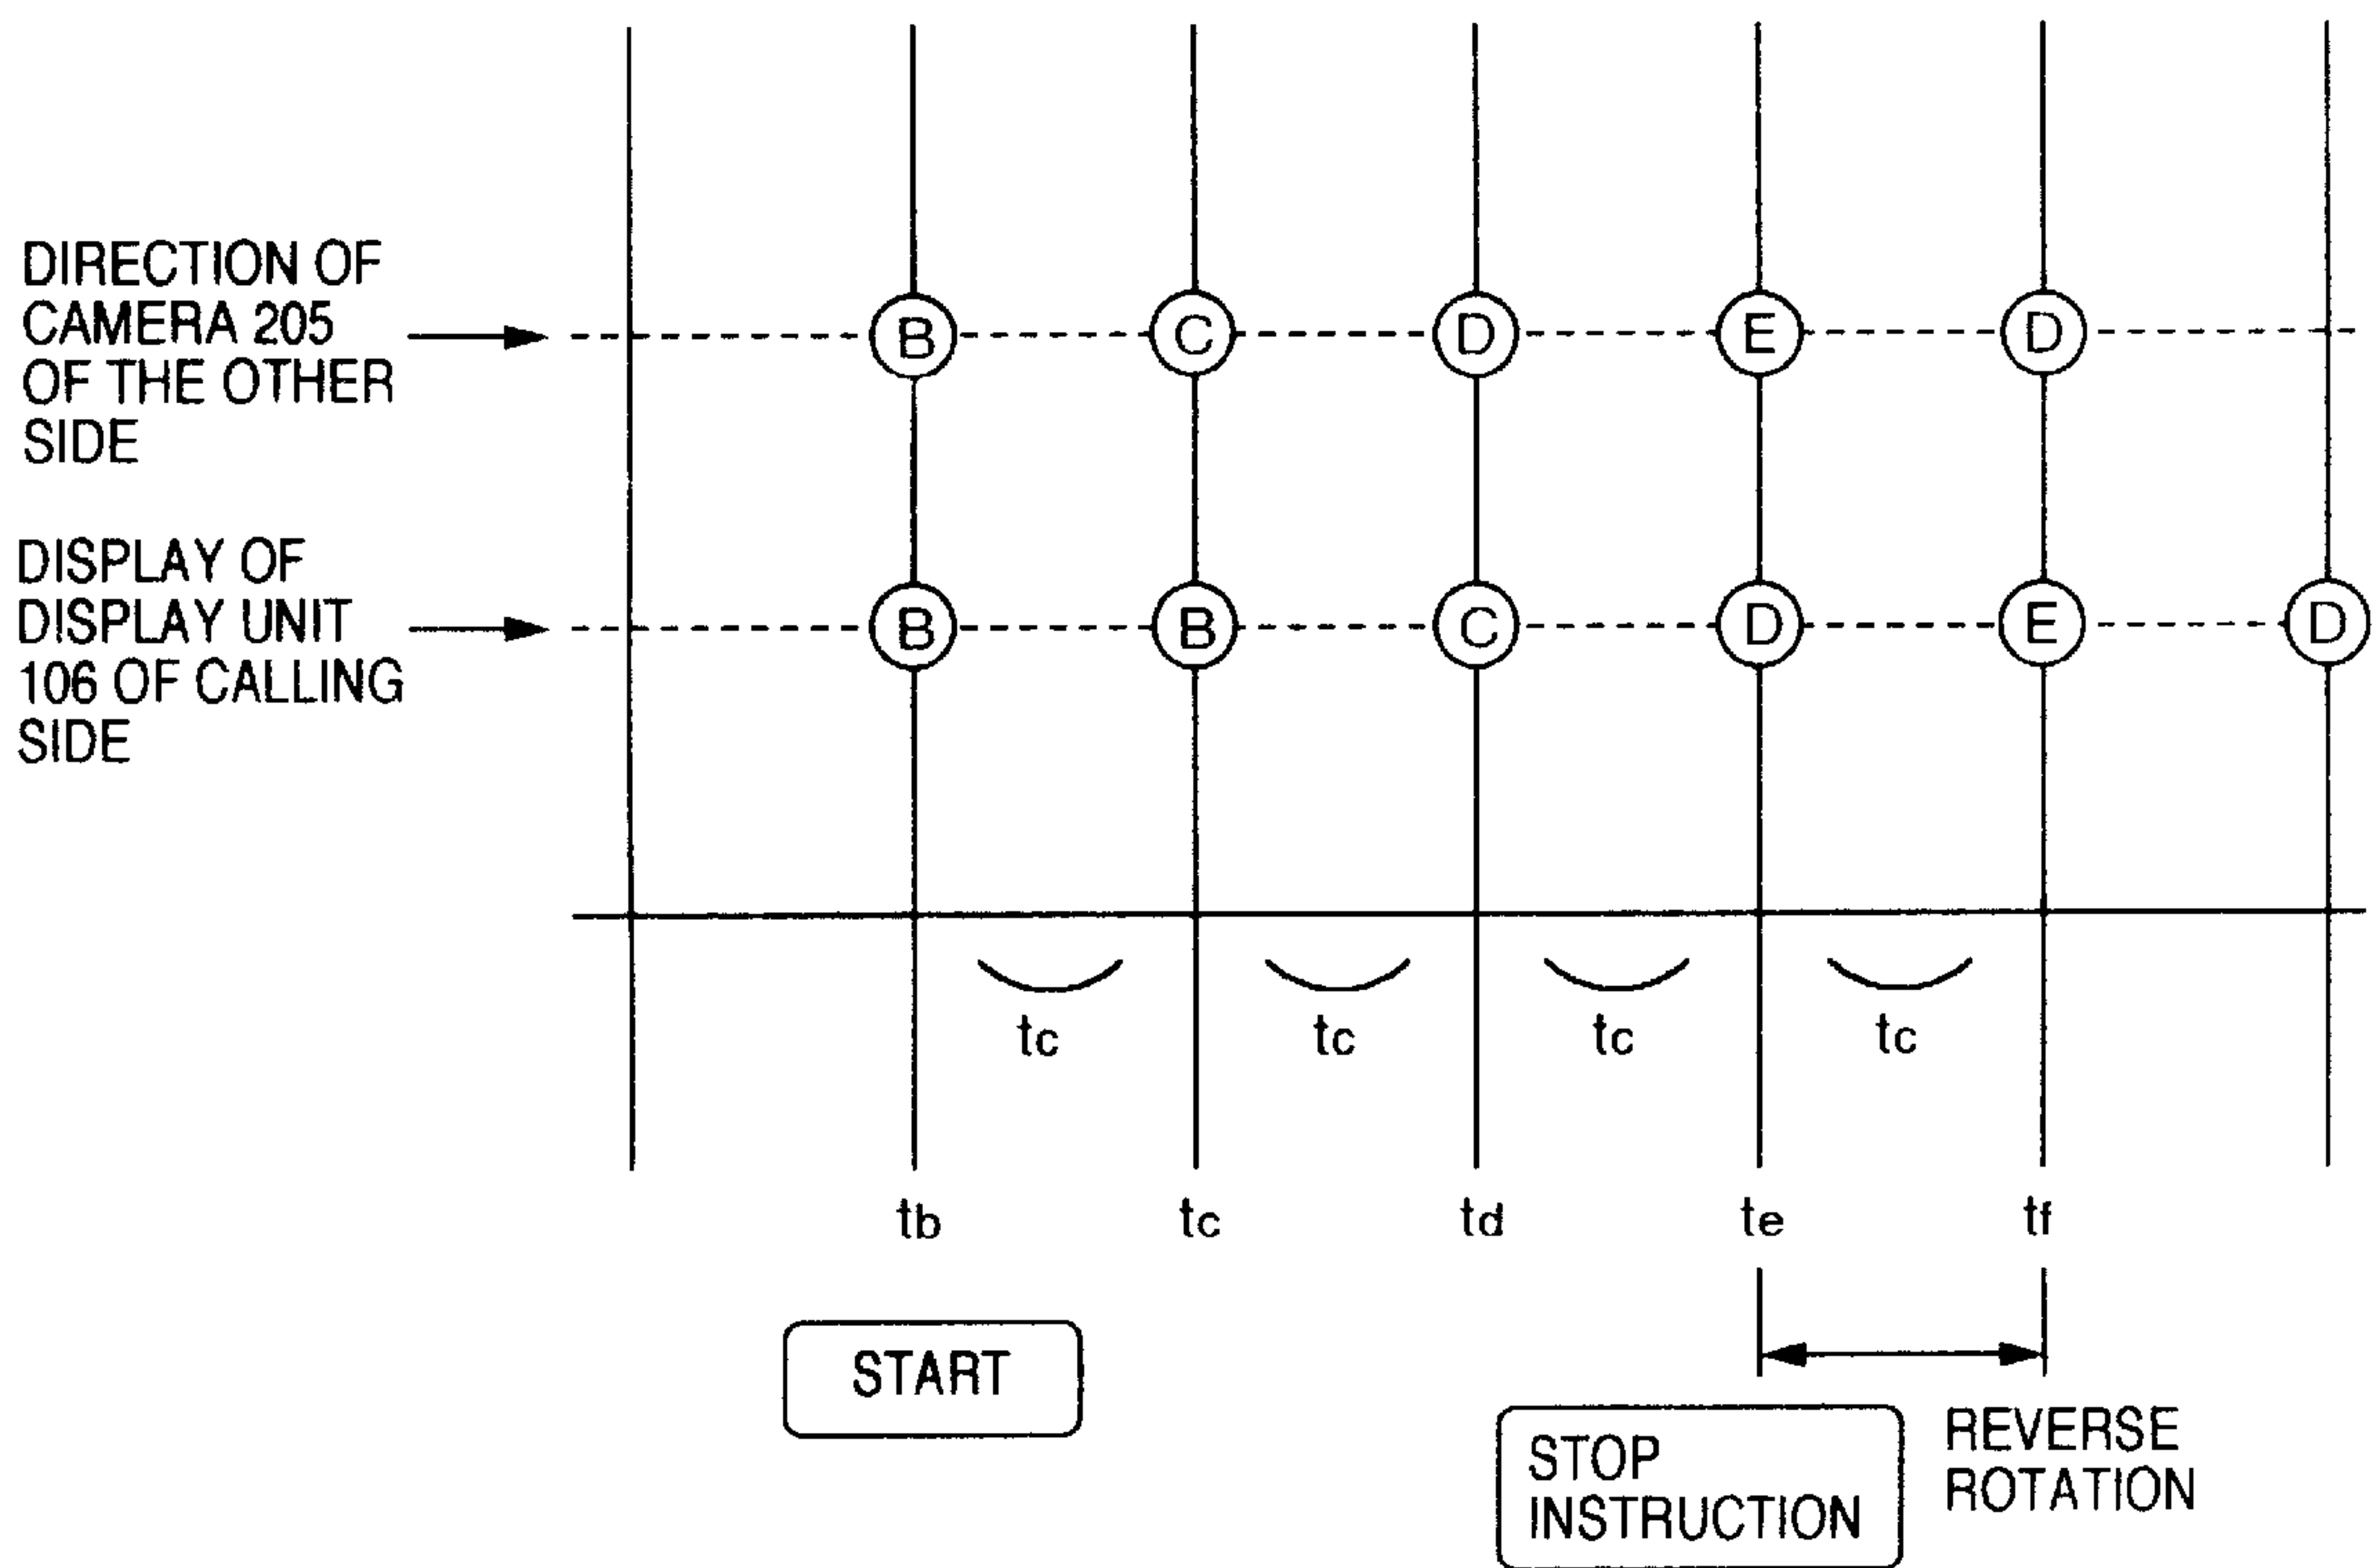 DIRECTION OF
CAMERA 205
OF THE OTHER
SIDE
B C D E D
DISPLAY OF
DISPLAY UNIT
106 OF CALLING
SIDE
B B C D E D
tc tc tc tc
tb tc td te tf
START
STOP
INSTRUCTION
REVERSE
ROTATION